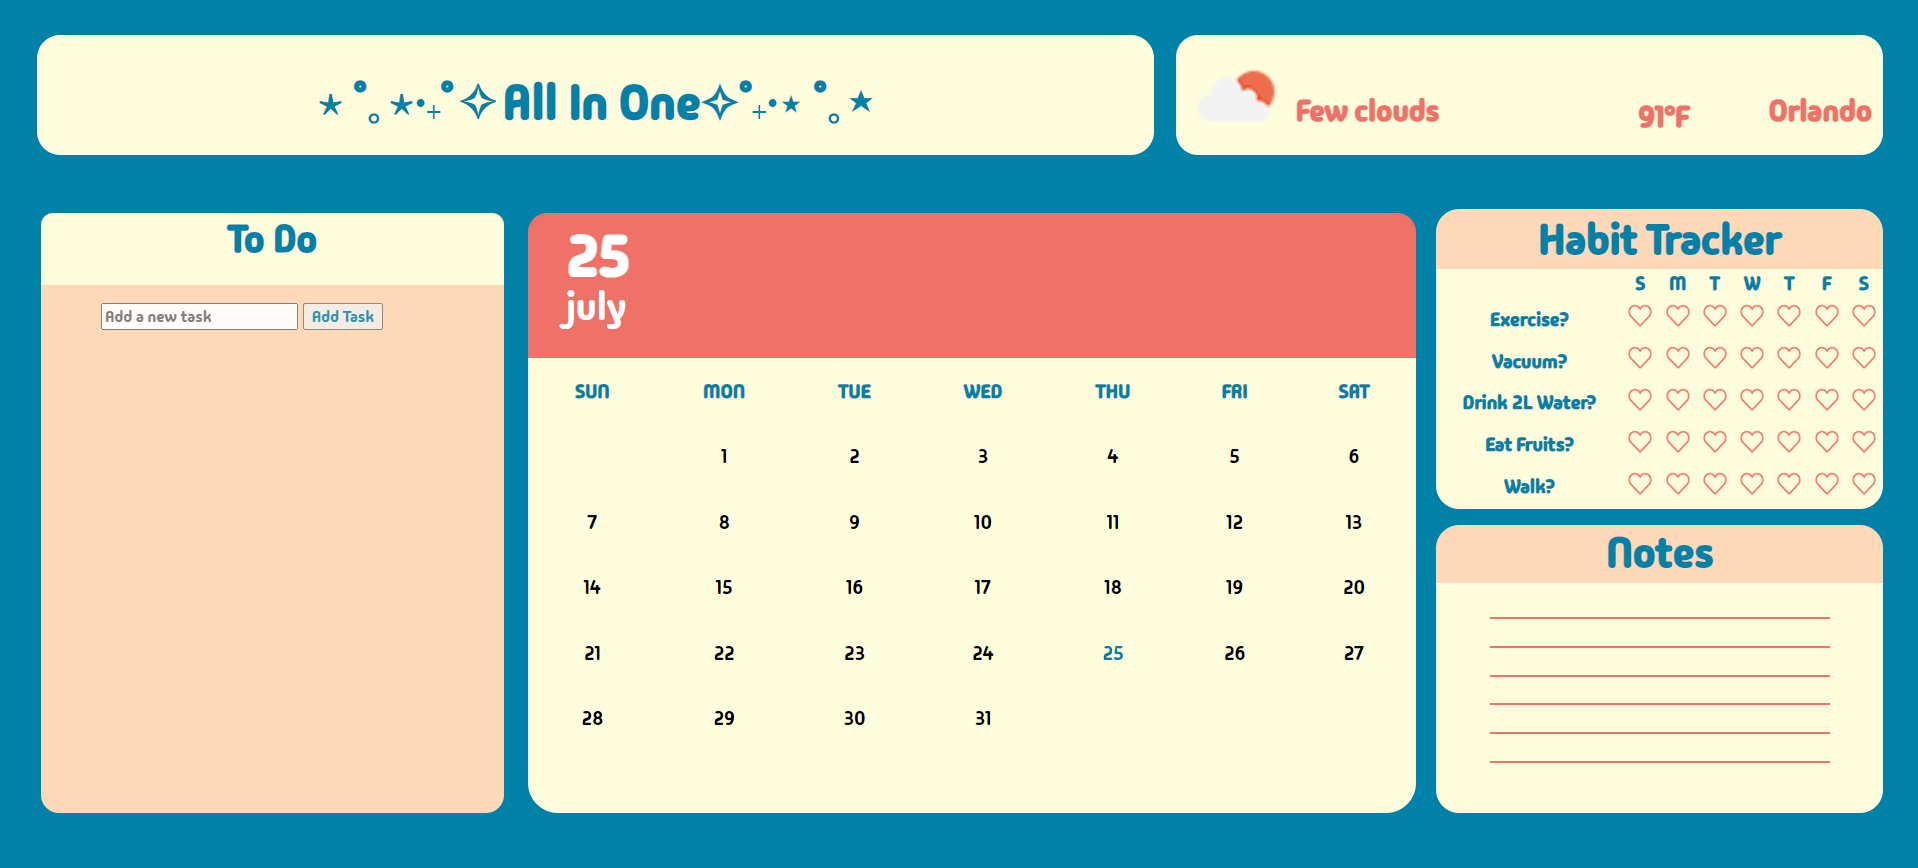 ⋆ ˚｡⋆୨₊˚✧ All In One ✧˚₊‧⋆ ˚｡⋆
Few clouds 91°F Orlando
To Do
Add a new task Add Task
25
july
SUN MON TUE WED THU FRI SAT
1 2 3 4 5 6
7 8 9 10 11 12 13
14 15 16 17 18 19 20
21 22 23 24 25 26 27
28 29 30 31
Habit Tracker
S M T W T F S
Exercise?
Vacuum?
Drink 2L Water?
Eat Fruits?
Walk?
Notes